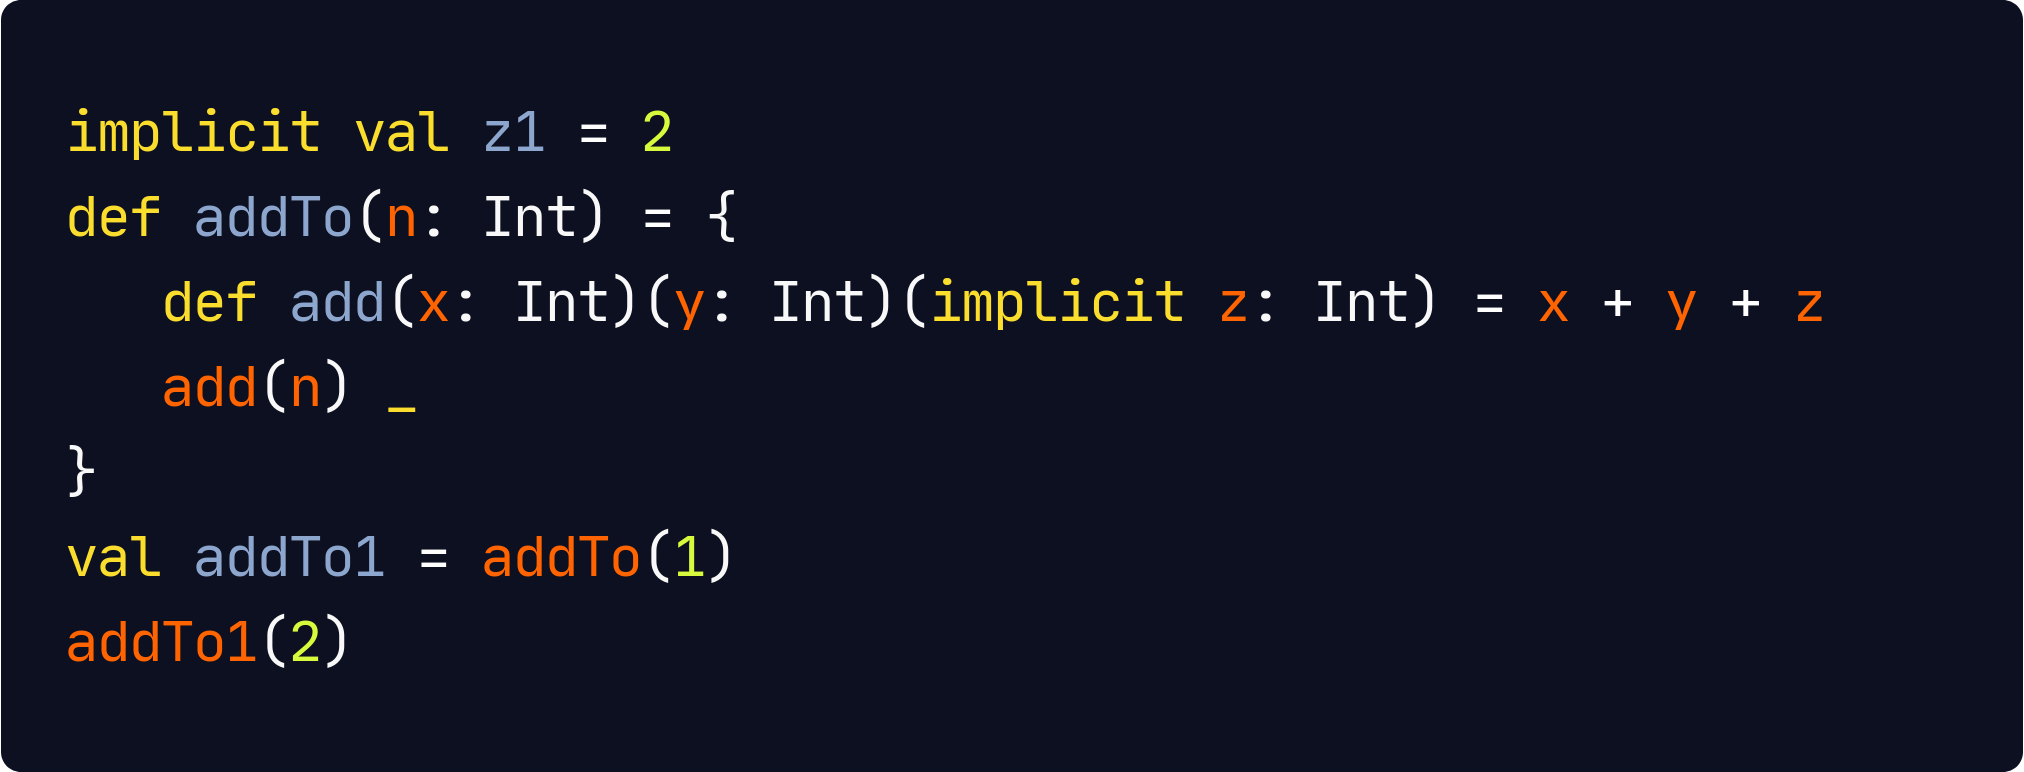 implicit val z1 = 2
def addTo(n: Int) = {
   def add(x: Int)(y: Int)(implicit z: Int) = x + y + z
   add(n) _
}
val addTo1 = addTo(1)
addTo1(2)